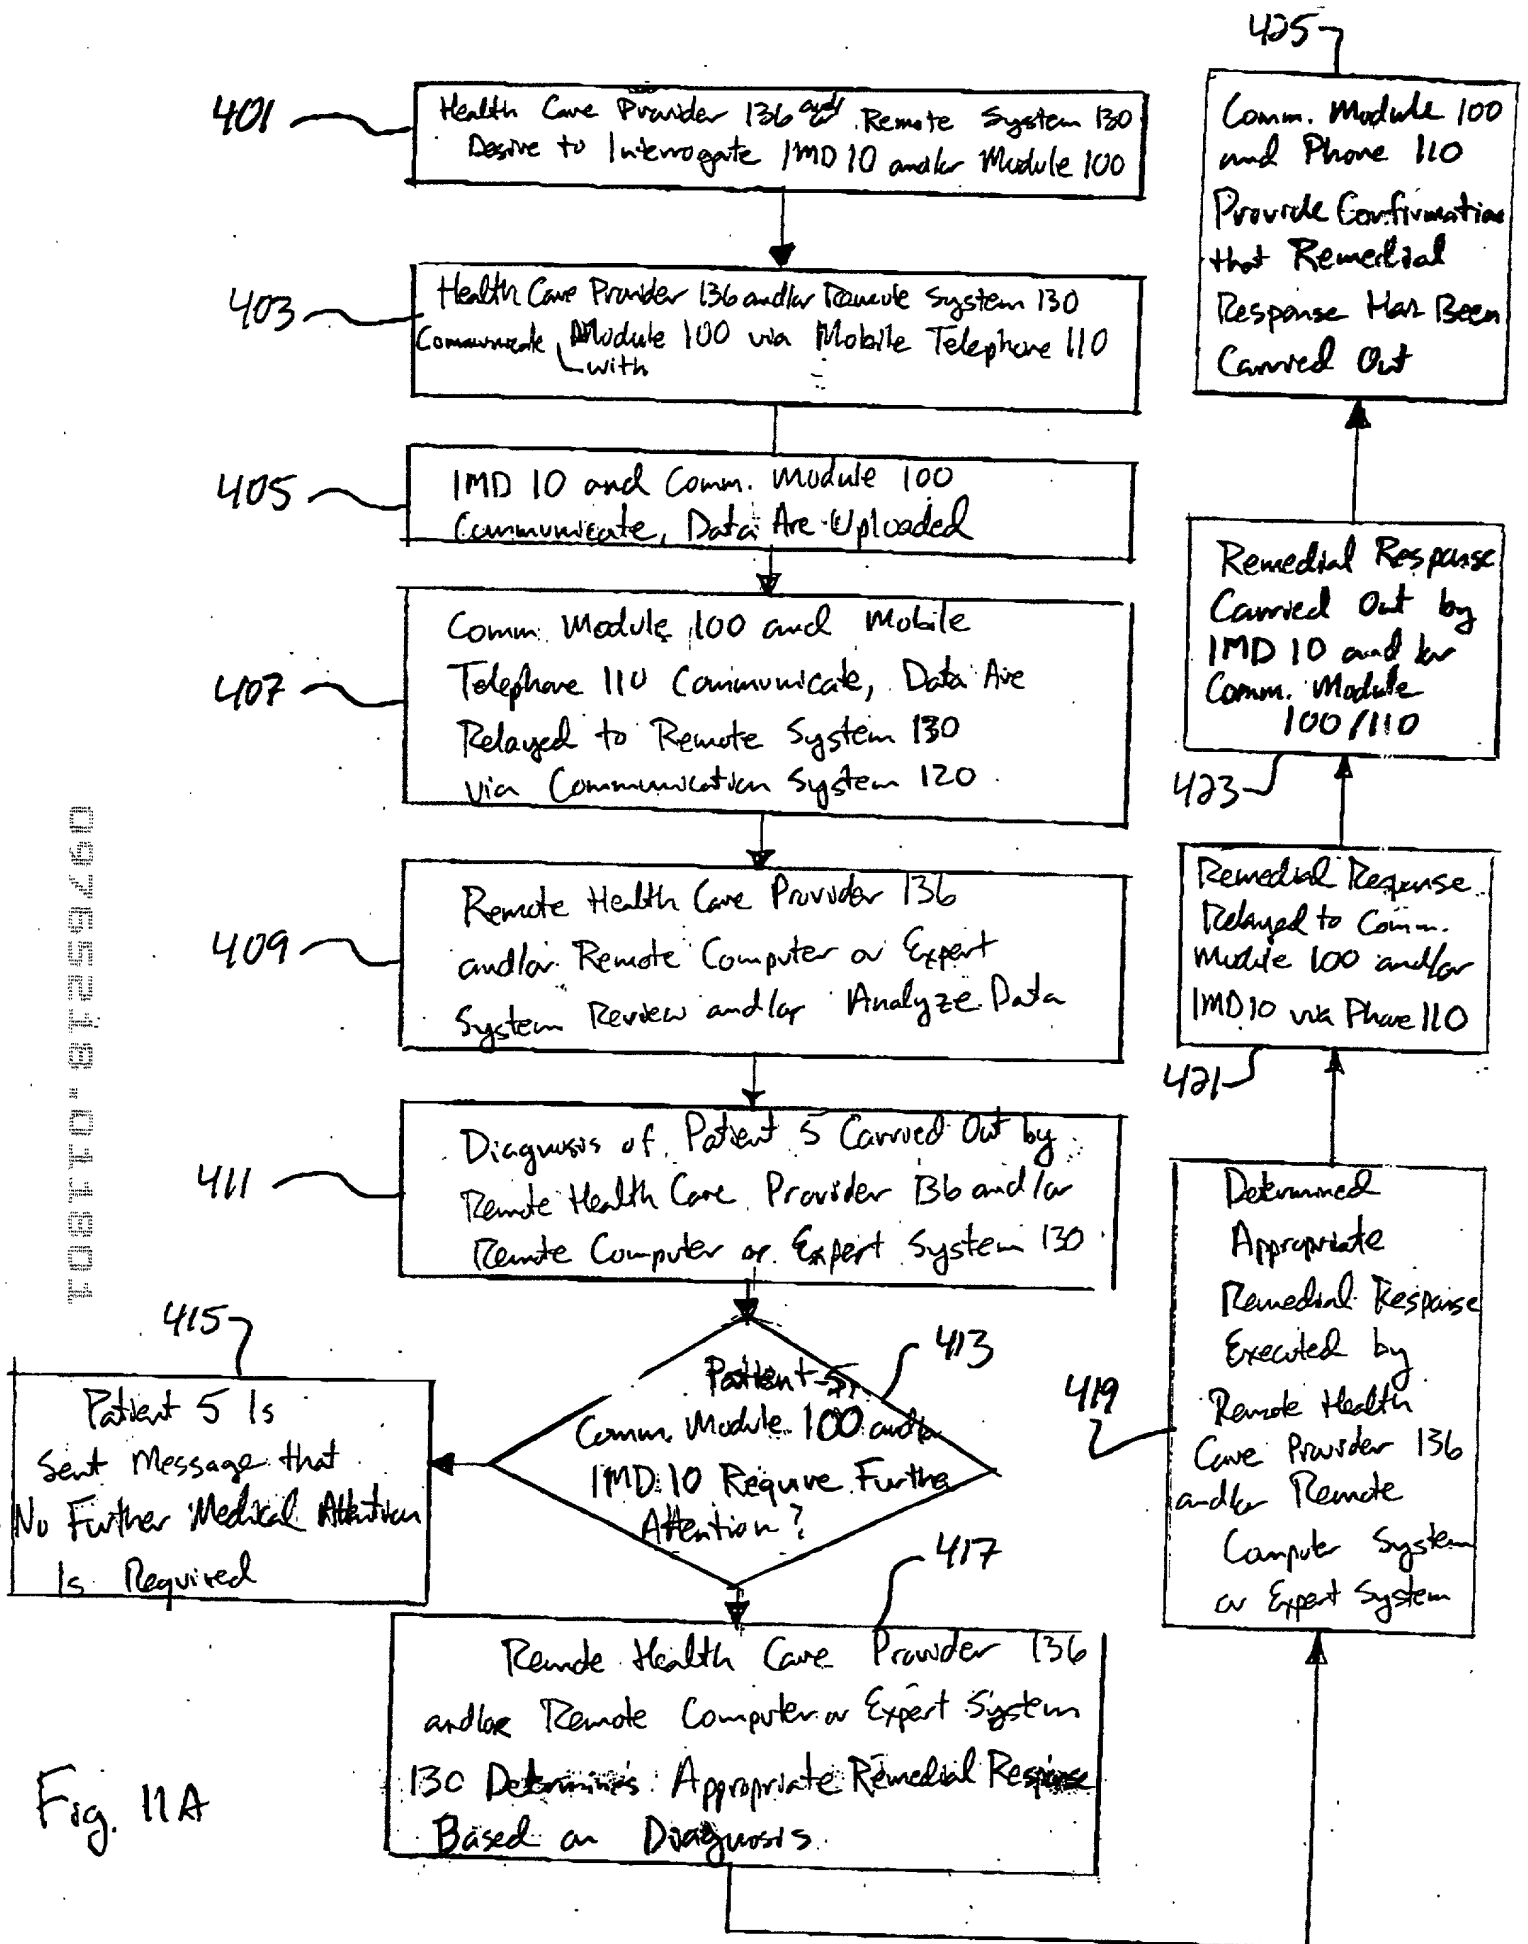 401
Health Care Provider 136 and/or Remote System 130
Desire to Interrogate IMD 10 and/or Module 100
403
Health Care Provider 136 and/or Remote System 130
Communicate with Module 100 via Mobile Telephone 110
405
IMD 10 and Comm. Module 100
Communicate, Data Are Uploaded
407
Comm. Module 100 and Mobile
Telephone 110 Communicate, Data Are
Relayed to Remote System 130
via Communication System 120
409
Remote Health Care Provider 136
and/or Remote Computer or Expert
System Review and/or Analyze Data
411
Diagnosis of Patient 5 Carried Out by
Remote Health Care Provider 136 and/or
Remote Computer or Expert System 130
413
Patient 5,
Comm. Module 100 and/or
IMD 10 Require Further
Attention?
415
Patient 5 Is
Sent Message that
No Further Medical Attention
Is Required
417
Remote Health Care Provider 136
and/or Remote Computer or Expert System
130 Determines Appropriate Remedial Response
Based on Diagnosis
419
Determined
Appropriate
Remedial Response
Executed by
Remote Health
Care Provider 136
and/or Remote
Computer System
or Expert System
421
Remedial Response
Relayed to Comm.
Module 100 and/or
IMD 10 via Phone 110
423
Remedial Response
Carried Out by
IMD 10 and/or
Comm. Module
100/110
425
Comm. Module 100
and Phone 110
Provide Confirmation
that Remedial
Response Has Been
Carried Out
Fig. 11A